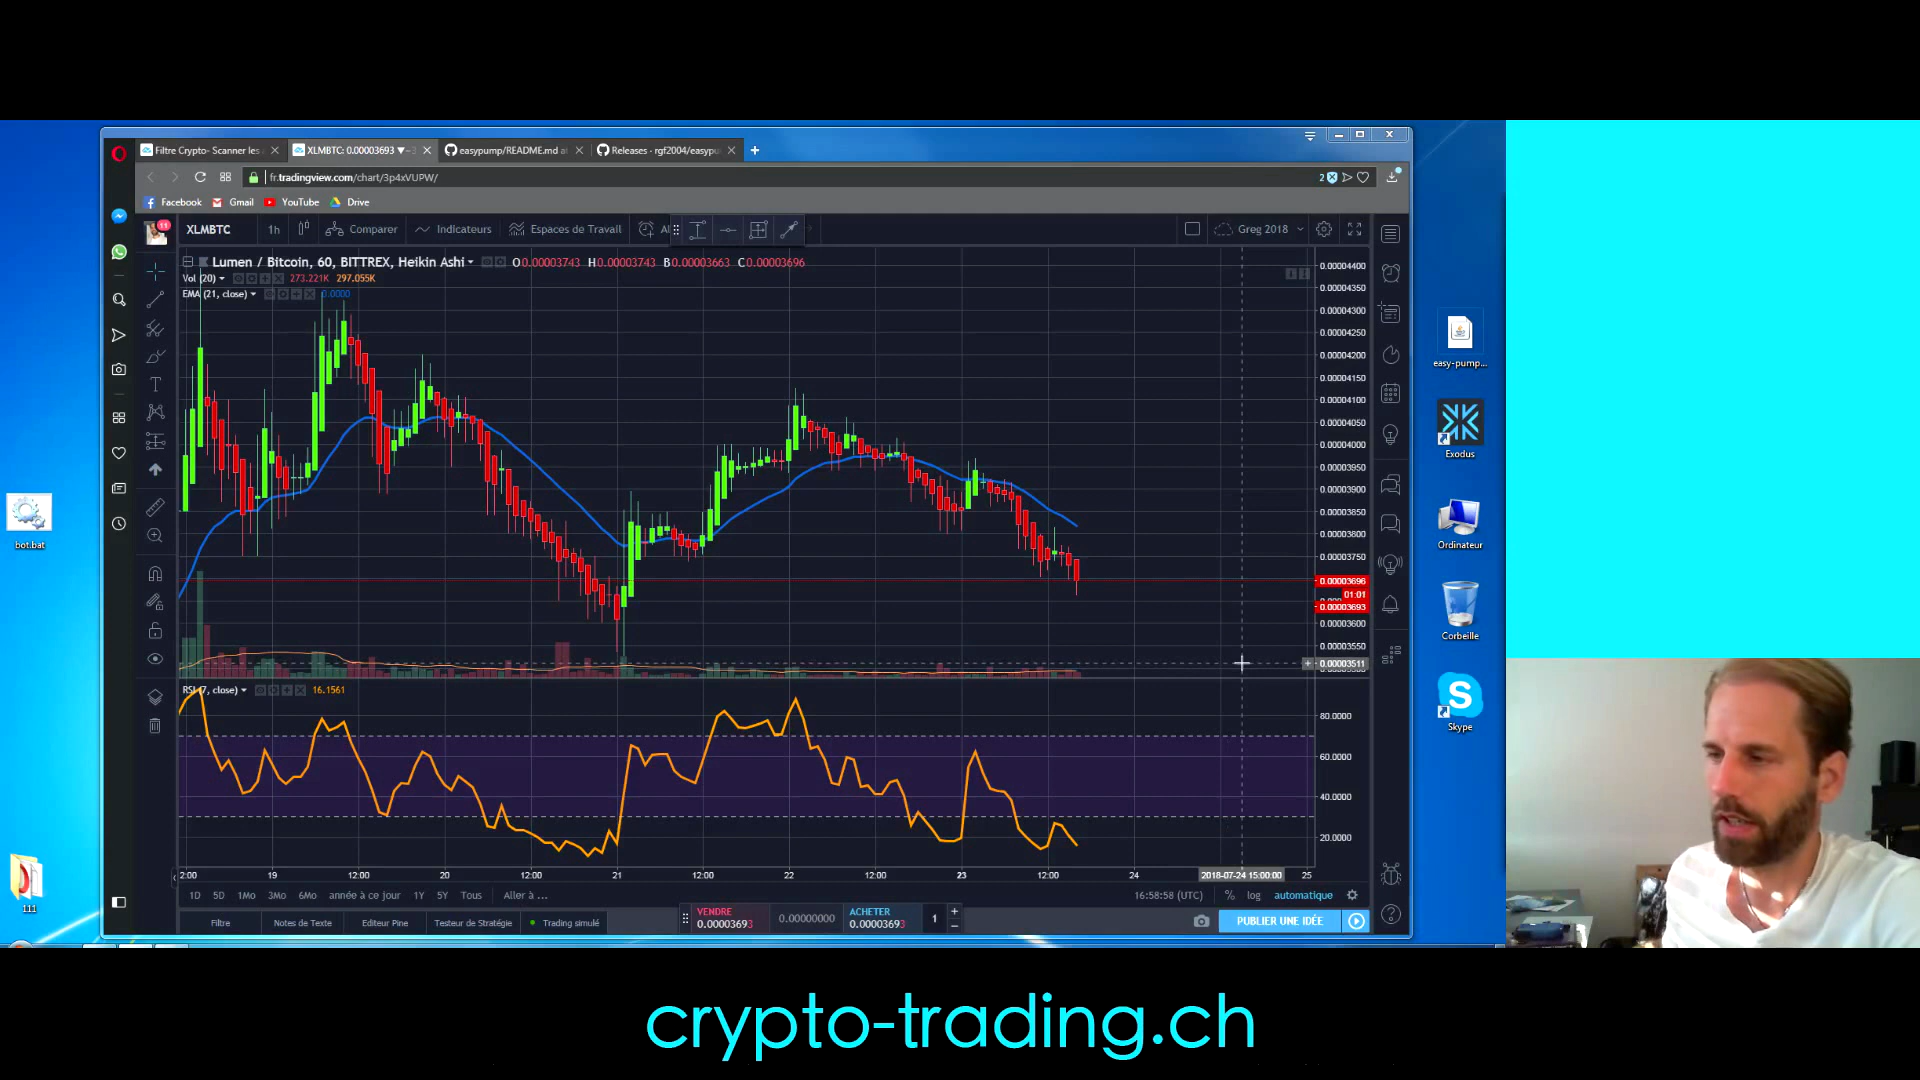 Filtre Crypto- Scanner les
XLMBTC: 0.00003693 ▼
easypump/README.md
Releases - rgf2004/easypu
fr.tradingview.com/chart/3p4xVUPW/
2
Facebook
Gmail
YouTube
Drive
11
XLMBTC
1h
Comparer
Indicateurs
Espaces de Travail
Al
Greg 2018
Lumen / Bitcoin, 60, BITTREX, Heikin Ashi
O0.00003743 H0.00003743 B0.00003663 C0.00003696
Vol (20) 273.221K 297.055K
EMA (21, close) 0.0000
0.00004400
0.00004350
0.00004300
0.00004250
0.00004200
0.00004150
0.00004100
0.00004050
0.00004000
0.00003950
0.00003900
0.00003850
0.00003800
0.00003750
0.00003696
01:01
0.00003693
0.00003600
0.00003550
0.00003511
RSI (7, close) 16.1561
80.0000
60.0000
40.0000
20.0000
2:00 19 12:00 20 12:00 21 12:00 22 12:00 23 12:00 24 2018-07-24 15:00:00 25
1D 5D 1Mo 3Mo 6Mo année à ce jour 1Y 5Y Tous Aller à ...
16:58:58 (UTC) % log automatique
Filtre
Notes de Texte
Editeur Pine
Testeur de Stratégie
Trading simulé
VENDRE
0.00003693
0.00000000
ACHETER
0.00003693
1
PUBLIER UNE IDÉE
bot.bat
111
easy-pump...
Exodus
Ordinateur
Corbeille
Skype
crypto-trading.ch